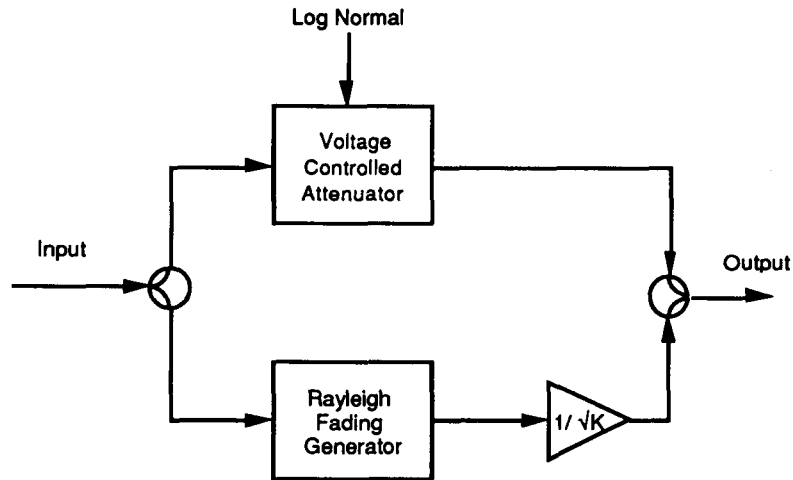 Log Normal
Voltage
Controlled
Attenuator
Input
Output
Rayleigh
Fading
Generator
1/ √K